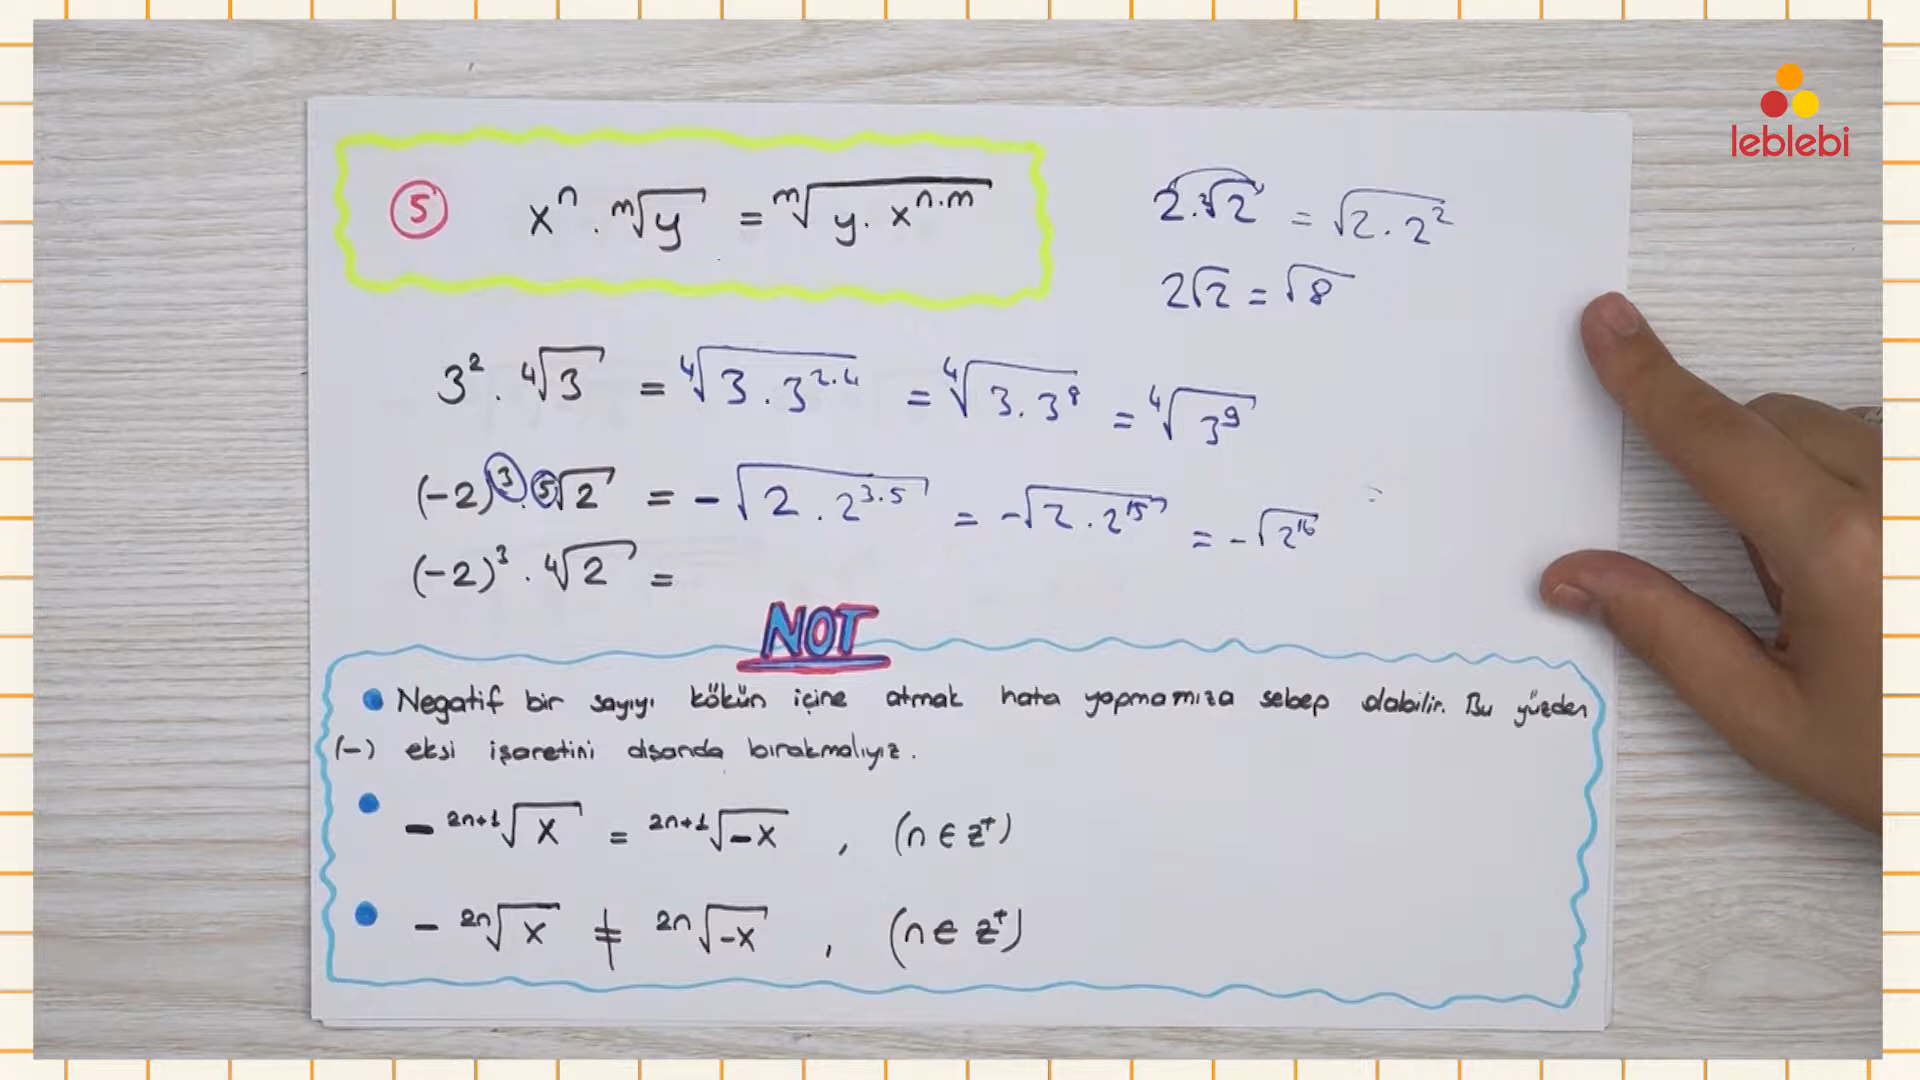 leblebi
5 xⁿ · ᵐ√y = ᵐ√(y · xⁿ·ᵐ)
2 · ²√2 = √(2 · 2²)
2√2 = √8
3² · ⁴√3 = ⁴√(3 · 3²·⁴) = ⁴√(3 · 3⁸) = ⁴√(3⁹)
(-2)³ · ⁵√2 = -√(2 · 2³·⁵) = -√(2 · 2¹⁵) = -√(2¹⁶)
(-2)³ · ⁴√2 =
NOT
• Negatif bir sayıyı kökün içine atmak hata yapmamıza sebep olabilir. Bu yüzden
(-) eksi işaretini dışarıda bırakmalıyız.
• - ²ⁿ⁺¹√x = ²ⁿ⁺¹√(-x) , (n ∈ z⁺)
• - ²ⁿ√x ≠ ²ⁿ√(-x) , (n ∈ z⁺)